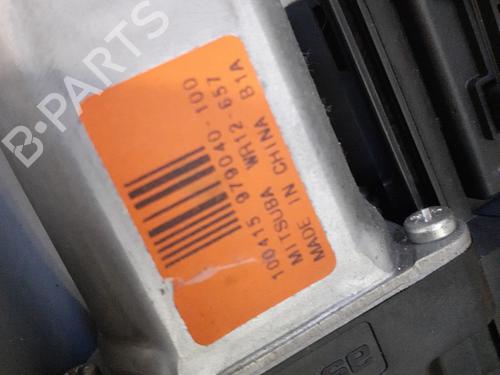 B-PARTS
100415 979040-100
MITSUBA WR12-657
MADE IN CHINA B1A